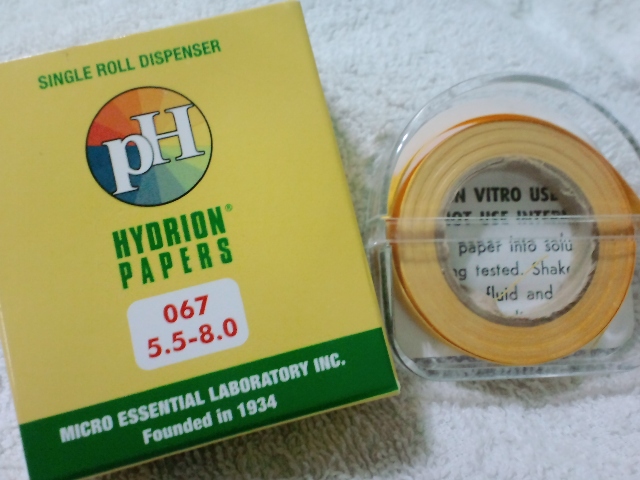 SINGLE ROLL DISPENSER
pH
HYDRION®
PAPERS
067
5.5-8.0
MICRO ESSENTIAL LABORATORY INC.
Founded in 1934
VITRO USE
USE
paper into
tested. Shake
fluid and